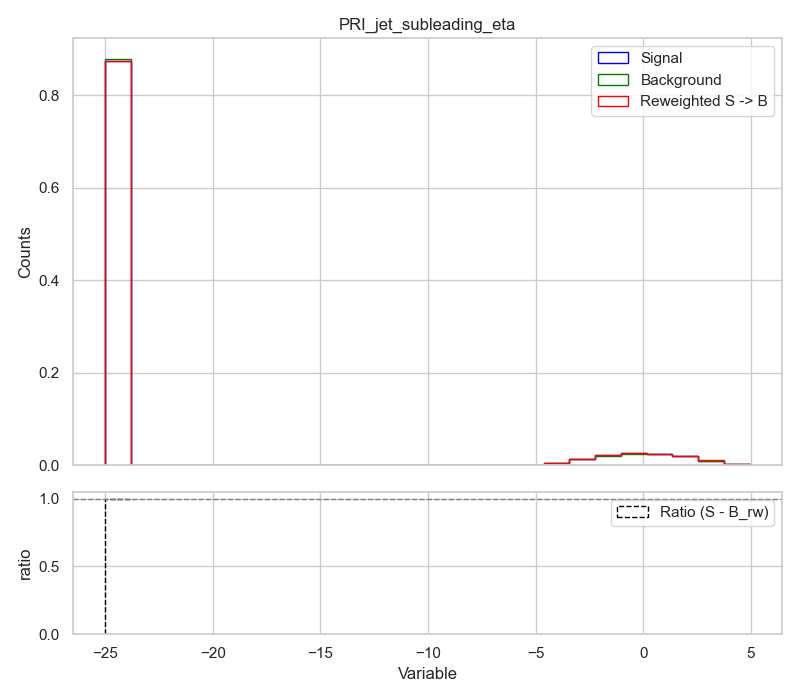 PRI_jet_subleading_eta
Signal
Background
Reweighted S -> B
0.8
0.6
0.4
0.2
0.0
Counts
1.0
0.5
0.0
ratio
Ratio (S - B_rw)
−25
−20
−15
−10
−5
0
5
Variable